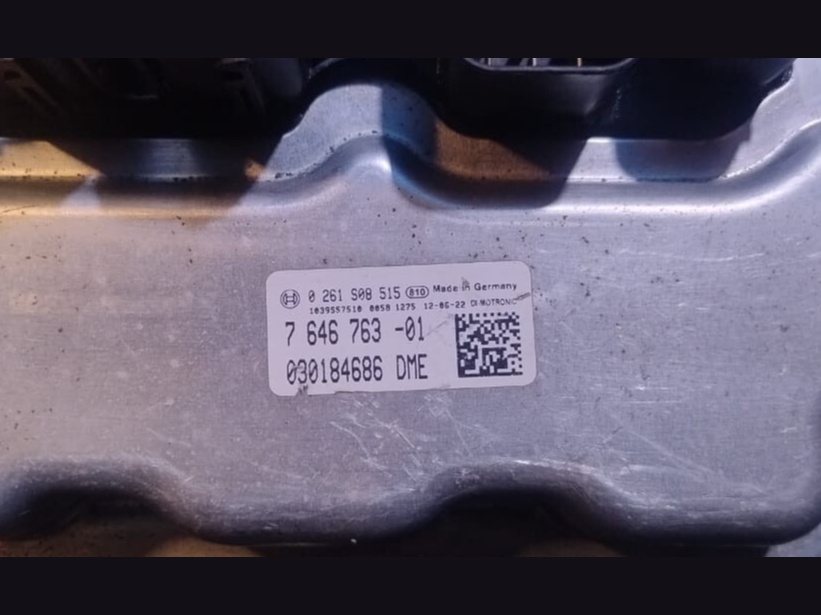 0 261 S08 515 810 Made in Germany
1039S57510 0058 1275 12-06-22 DI-MOTRONIC
7 646 763 -01
030184686 DME